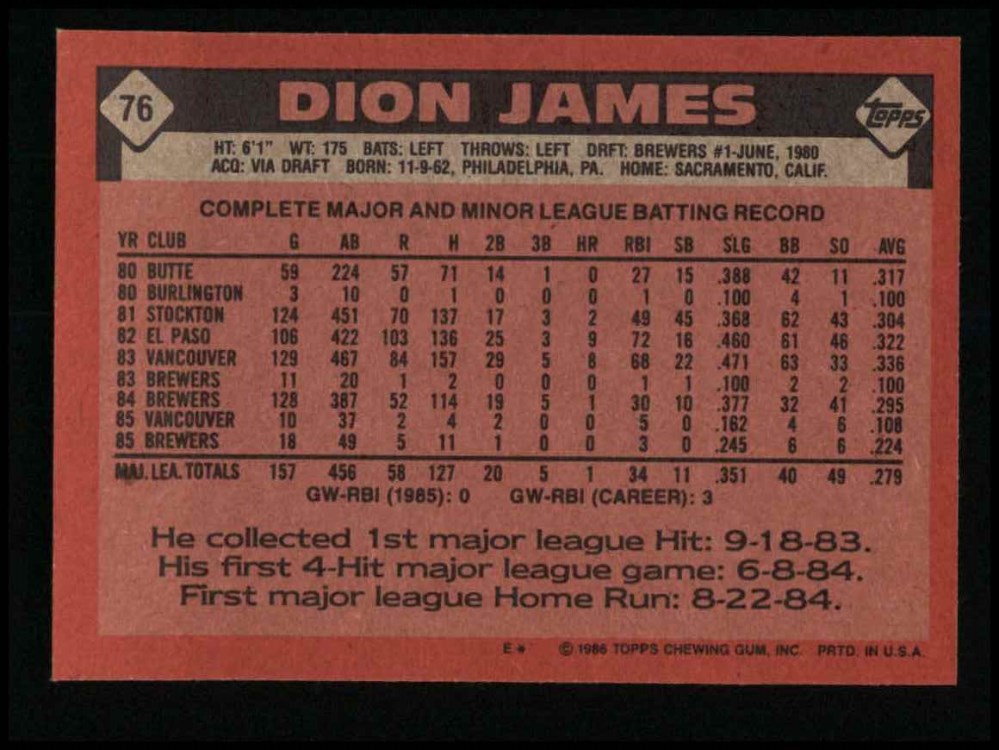 76
DION JAMES
topps
HT: 6'1" WT: 175 BATS: LEFT THROWS: LEFT DRFT: BREWERS #1-JUNE, 1980
ACQ: VIA DRAFT BORN: 11-9-62, PHILADELPHIA, PA. HOME: SACRAMENTO, CALIF.
COMPLETE MAJOR AND MINOR LEAGUE BATTING RECORD
YR CLUB G AB R H 2B 3B HR RBI SB SLG BB SO AVG
80 BUTTE 59 224 57 71 14 1 0 27 15 .388 42 11 .317
80 BURLINGTON 3 10 0 1 0 0 0 1 0 .100 4 1 .100
81 STOCKTON 124 451 70 137 17 3 2 49 45 .368 62 43 .304
82 EL PASO 106 422 103 136 25 3 9 72 16 .460 61 46 .322
83 VANCOUVER 129 467 84 157 29 5 8 68 22 .471 63 33 .336
83 BREWERS 11 20 1 2 0 0 0 1 1 .100 2 2 .100
84 BREWERS 128 387 52 114 19 5 1 30 10 .377 32 41 .295
85 VANCOUVER 10 37 2 4 2 0 0 5 0 .162 4 6 .108
85 BREWERS 18 49 5 11 1 0 0 3 0 .245 6 6 .224
MAJ. LEA. TOTALS 157 456 58 127 20 5 1 34 11 .351 40 49 .279
GW-RBI (1985): 0 GW-RBI (CAREER): 3
He collected 1st major league Hit: 9-18-83.
His first 4-Hit major league game: 6-8-84.
First major league Home Run: 8-22-84.
E* © 1986 TOPPS CHEWING GUM, INC. PRTD. IN U.S.A.